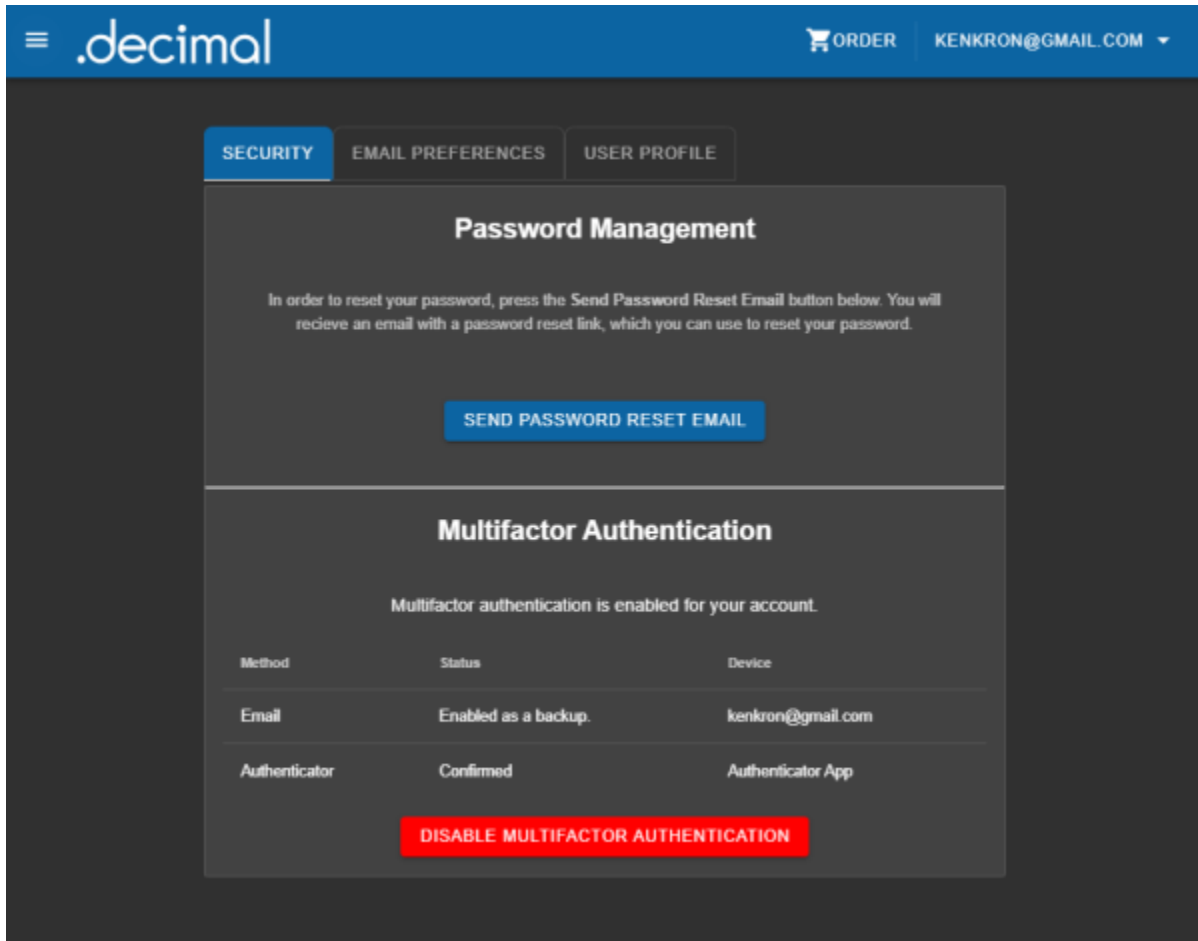 .decimal
ORDER
KENKRON@GMAIL.COM
SECURITY
EMAIL PREFERENCES
USER PROFILE
Password Management
In order to reset your password, press the Send Password Reset Email button below. You will
recieve an email with a password reset link, which you can use to reset your password.
SEND PASSWORD RESET EMAIL
Multifactor Authentication
Multifactor authentication is enabled for your account.
Method Status Device
Email Enabled as a backup. kenkron@gmail.com
Authenticator Confirmed Authenticator App
DISABLE MULTIFACTOR AUTHENTICATION